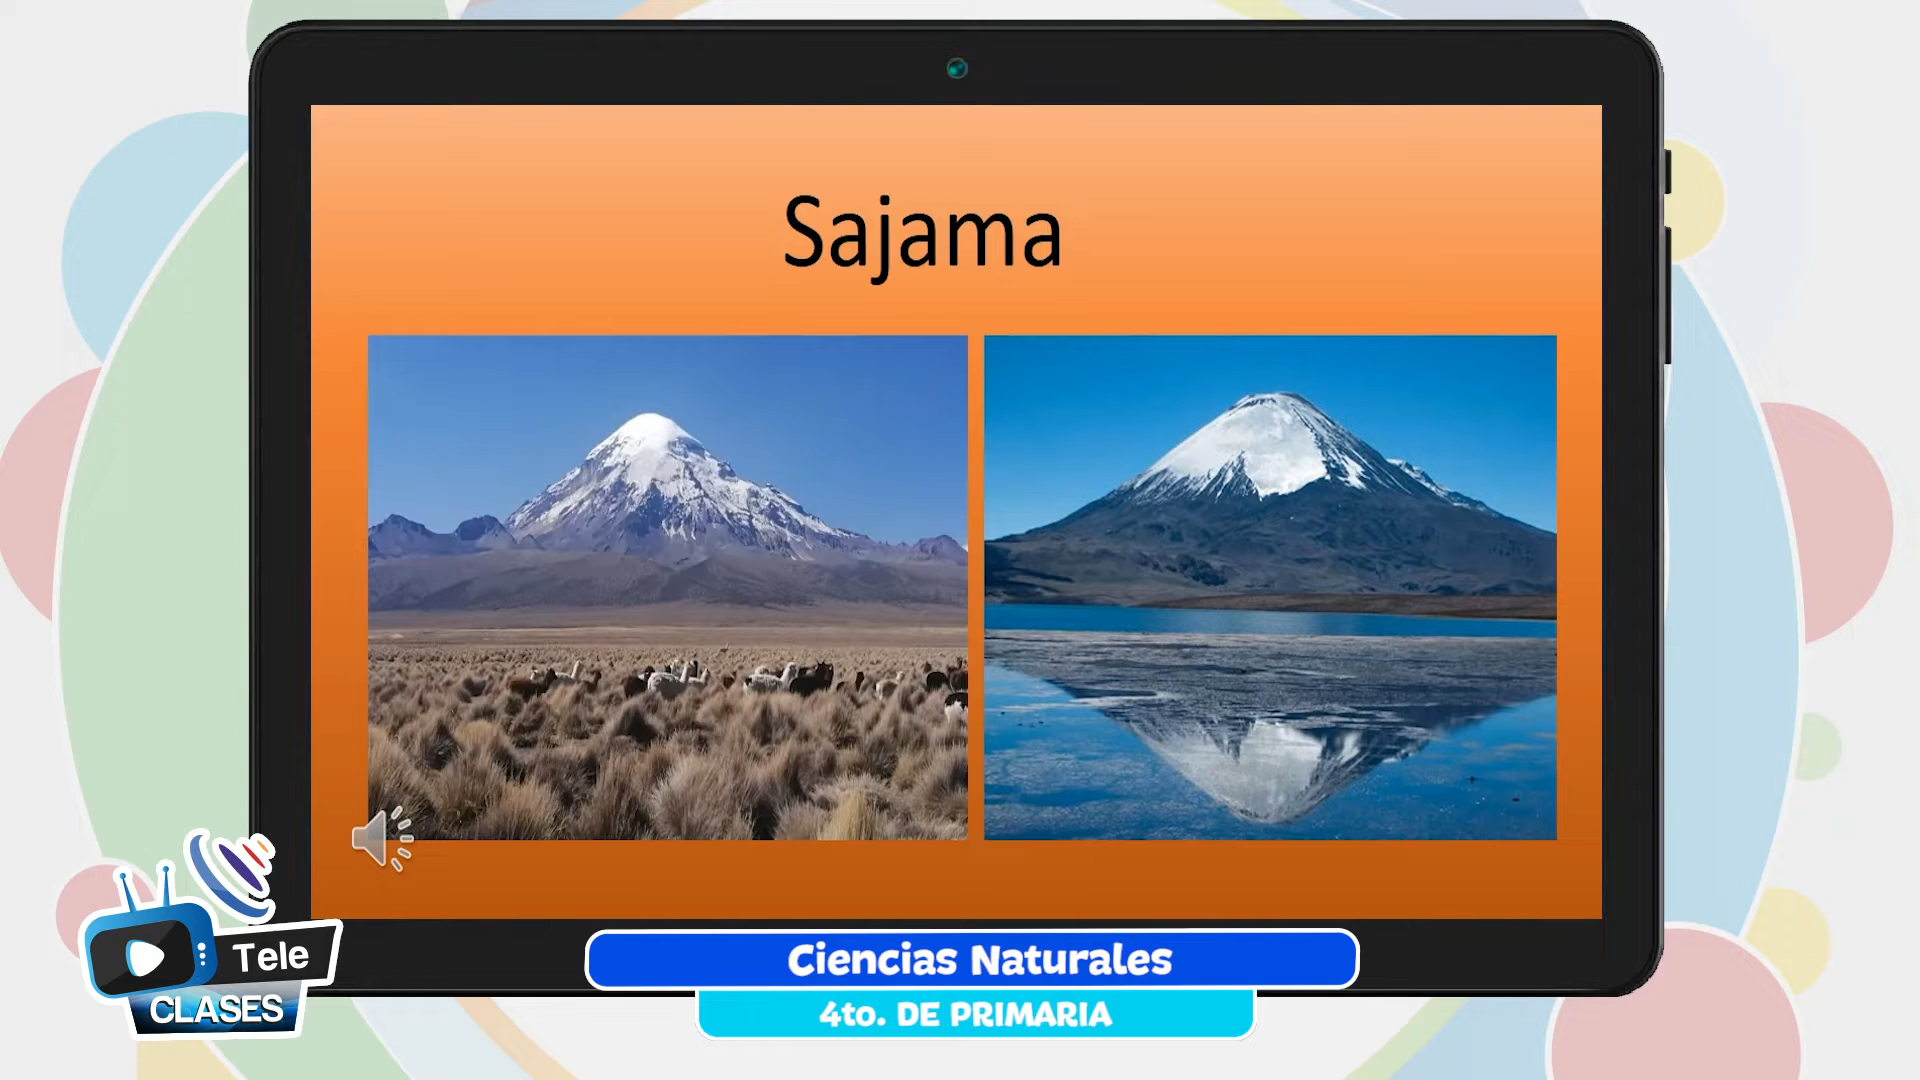 Sajama
Tele
CLASES
Ciencias Naturales
4to. DE PRIMARIA